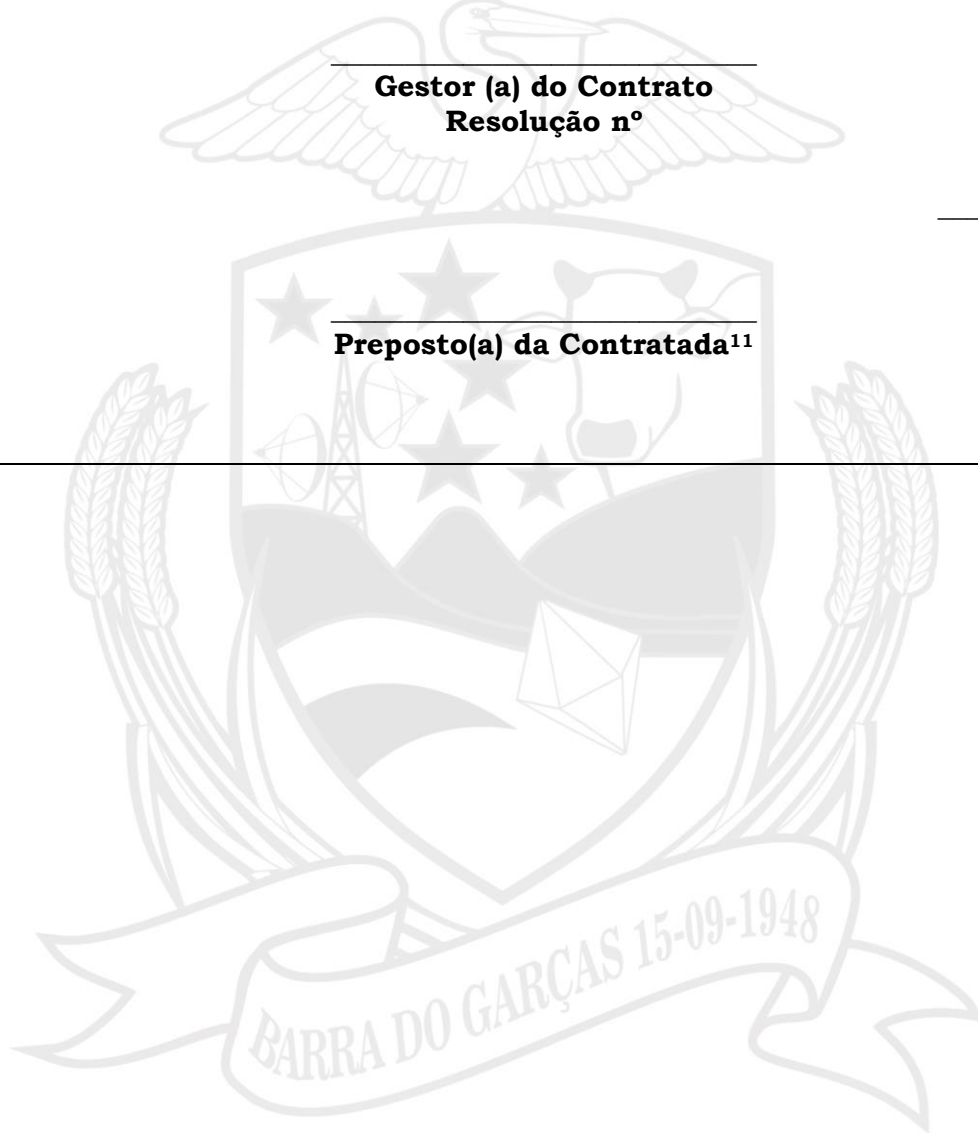 Gestor (a) do Contrato
Resolução nº
Preposto(a) da Contratada¹¹
BARRA DO GARÇAS 15-09-1948